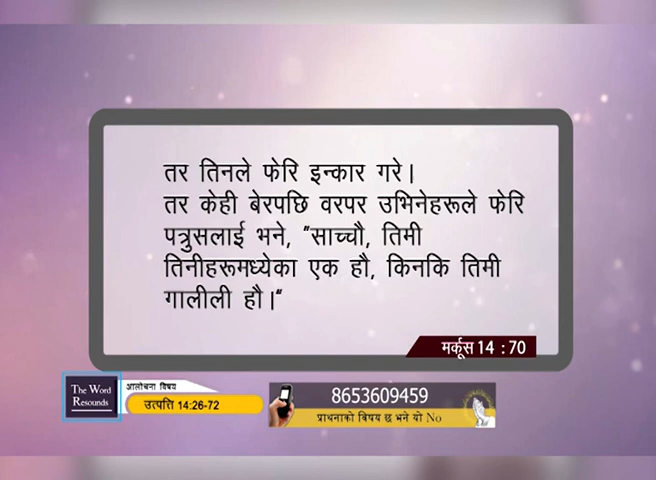 तर तिनले फेरि इन्कार गरे।
तर केही बेरपछि वरपर उभिनेहरूले फेरि
पत्रुसलाई भने, "साच्चौ, तिमी
तिनीहरूमध्येका एक हौ, किनकि तिमी
गालीली हौ।"
मर्कूस 14 : 70
The Word
Resounds
आलोचना विषय
उत्पत्ति 14:26-72
8653609459
प्राथनाको विषय छ भने यो No